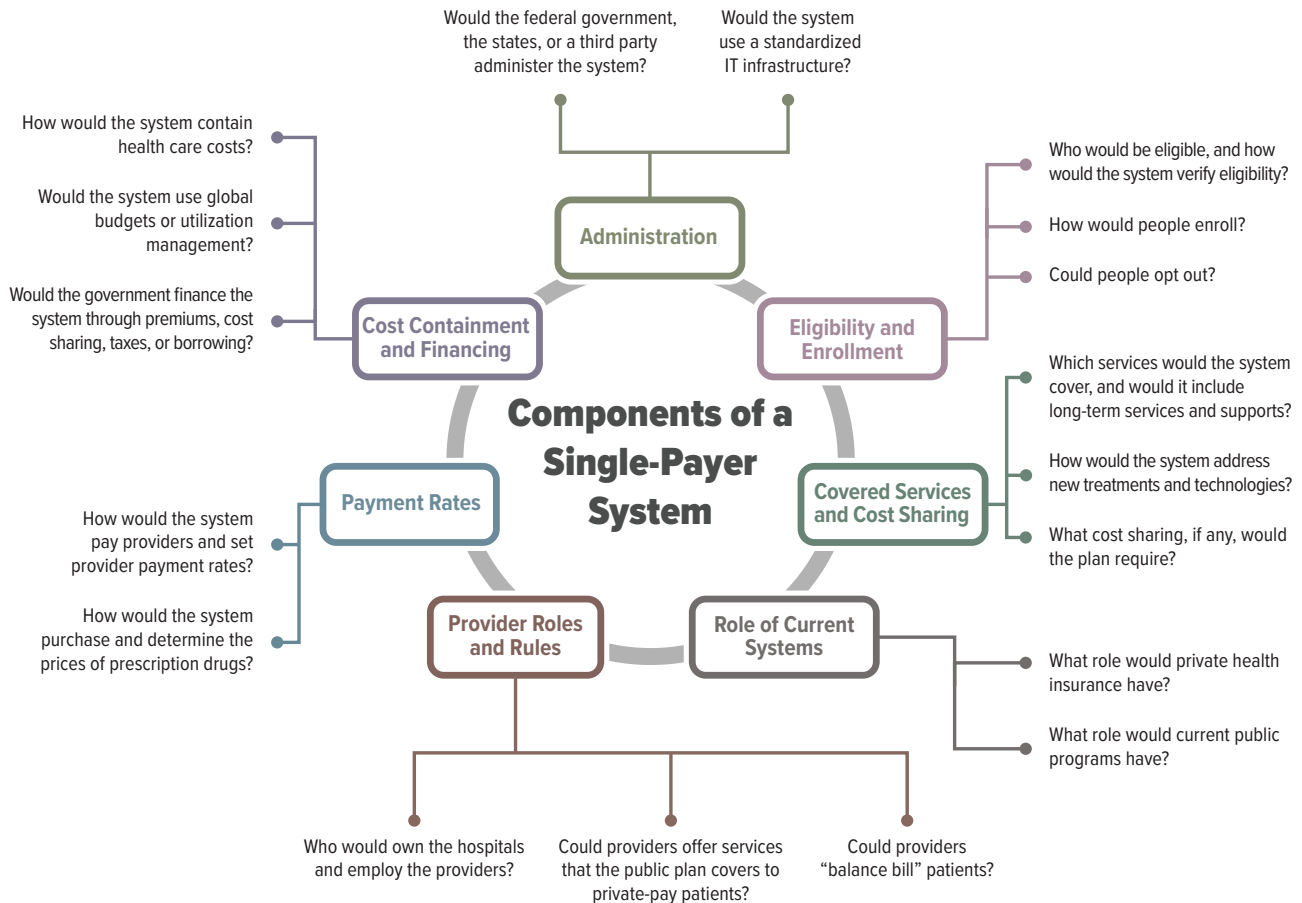 Components of a
Single-Payer
System
Administration
Would the federal government,
the states, or a third party
administer the system?
Would the system
use a standardized
IT infrastructure?
Eligibility and
Enrollment
Who would be eligible, and how
would the system verify eligibility?
How would people enroll?
Could people opt out?
Covered Services
and Cost Sharing
Which services would the system
cover, and would it include
long-term services and supports?
How would the system address
new treatments and technologies?
What cost sharing, if any, would
the plan require?
Role of Current
Systems
What role would private health
insurance have?
What role would current public
programs have?
Provider Roles
and Rules
Who would own the hospitals
and employ the providers?
Could providers offer services
that the public plan covers to
private-pay patients?
Could providers
“balance bill” patients?
Payment Rates
How would the system
pay providers and set
provider payment rates?
How would the system
purchase and determine the
prices of prescription drugs?
Cost Containment
and Financing
How would the system contain
health care costs?
Would the system use global
budgets or utilization
management?
Would the government finance the
system through premiums, cost
sharing, taxes, or borrowing?